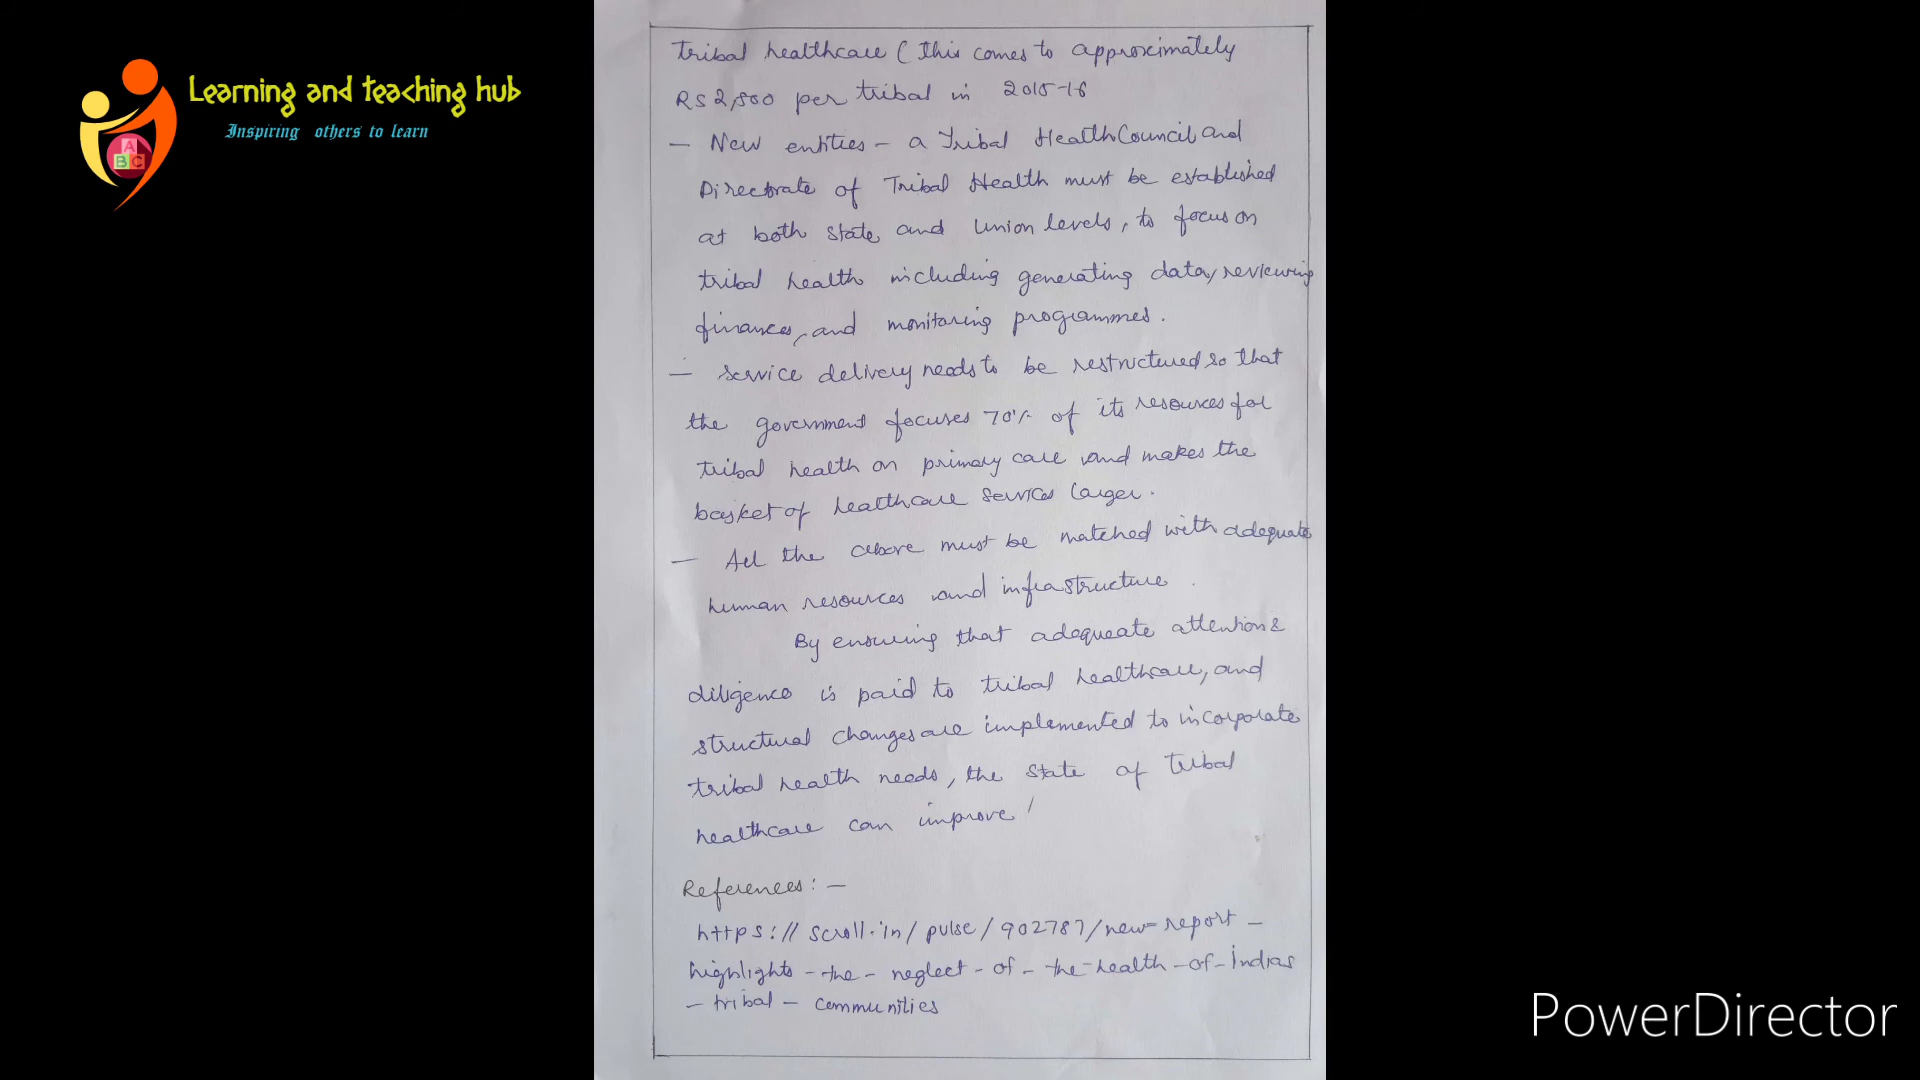 Learning and teaching hub
Inspiring others to learn
A
B C
tribal healthcare ( this comes to approximately
RS 2,500 per tribal in 2015-16
- New entities - a Tribal Health Council and
Directorate of Tribal Health must be established
at both state and Union levels, to focus on
tribal health including generating data, reviewing
finances, and monitoring programmes.
- Service delivery needs to be restructured so that
the government focuses 70% of its resources for
tribal health on primary care and makes the
basket of healthcare services larger.
- All the above must be matched with adequate
human resources and infrastructure.
By ensuring that adequate attention &
diligence is paid to tribal healthcare, and
structural changes are implemented to incorporate
tribal health needs, the state of tribal
healthcare can improve /
References: -
https://scroll.in/pulse/902787/new-report-
highlights-the-neglect-of-the-health-of-Indias
-tribal-communities
PowerDirector